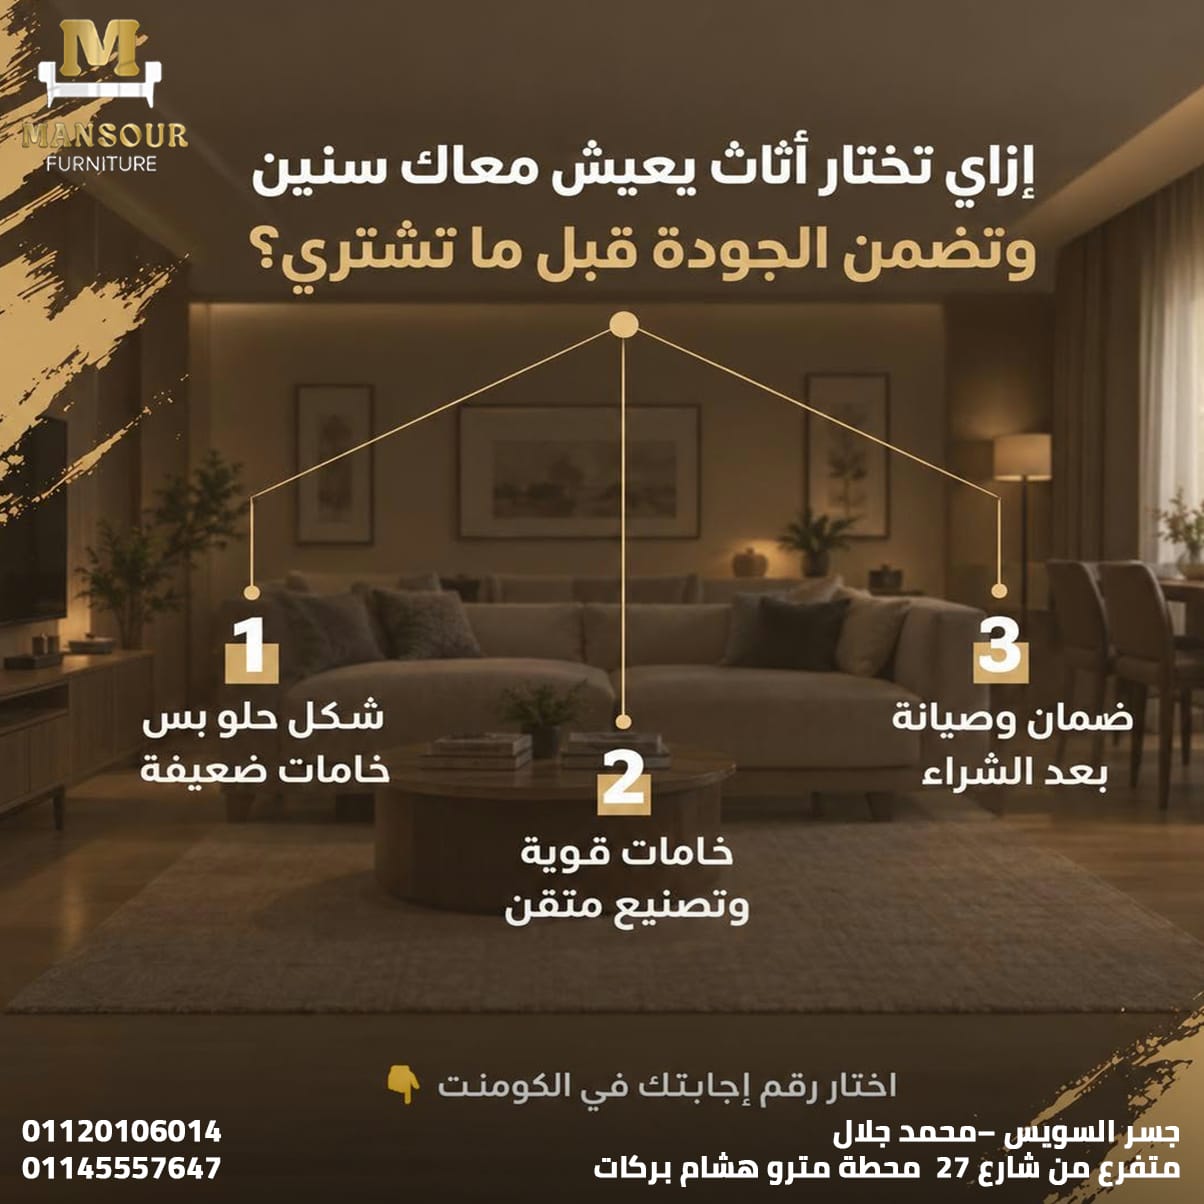 MANSOUR
FURNITURE
إزاي تختار أثاث يعيش معاك سنين
وتضمن الجودة قبل ما تشتري؟
1
شكل حلو بس
خامات ضعيفة
2
خامات قوية
وتصنيع متقن
3
ضمان وصيانة
بعد الشراء
اختار رقم إجابتك في الكومنت 👇
جسر السويس –محمد جلال
متفرع من شارع 27 محطة مترو هشام بركات
01120106014
01145557647